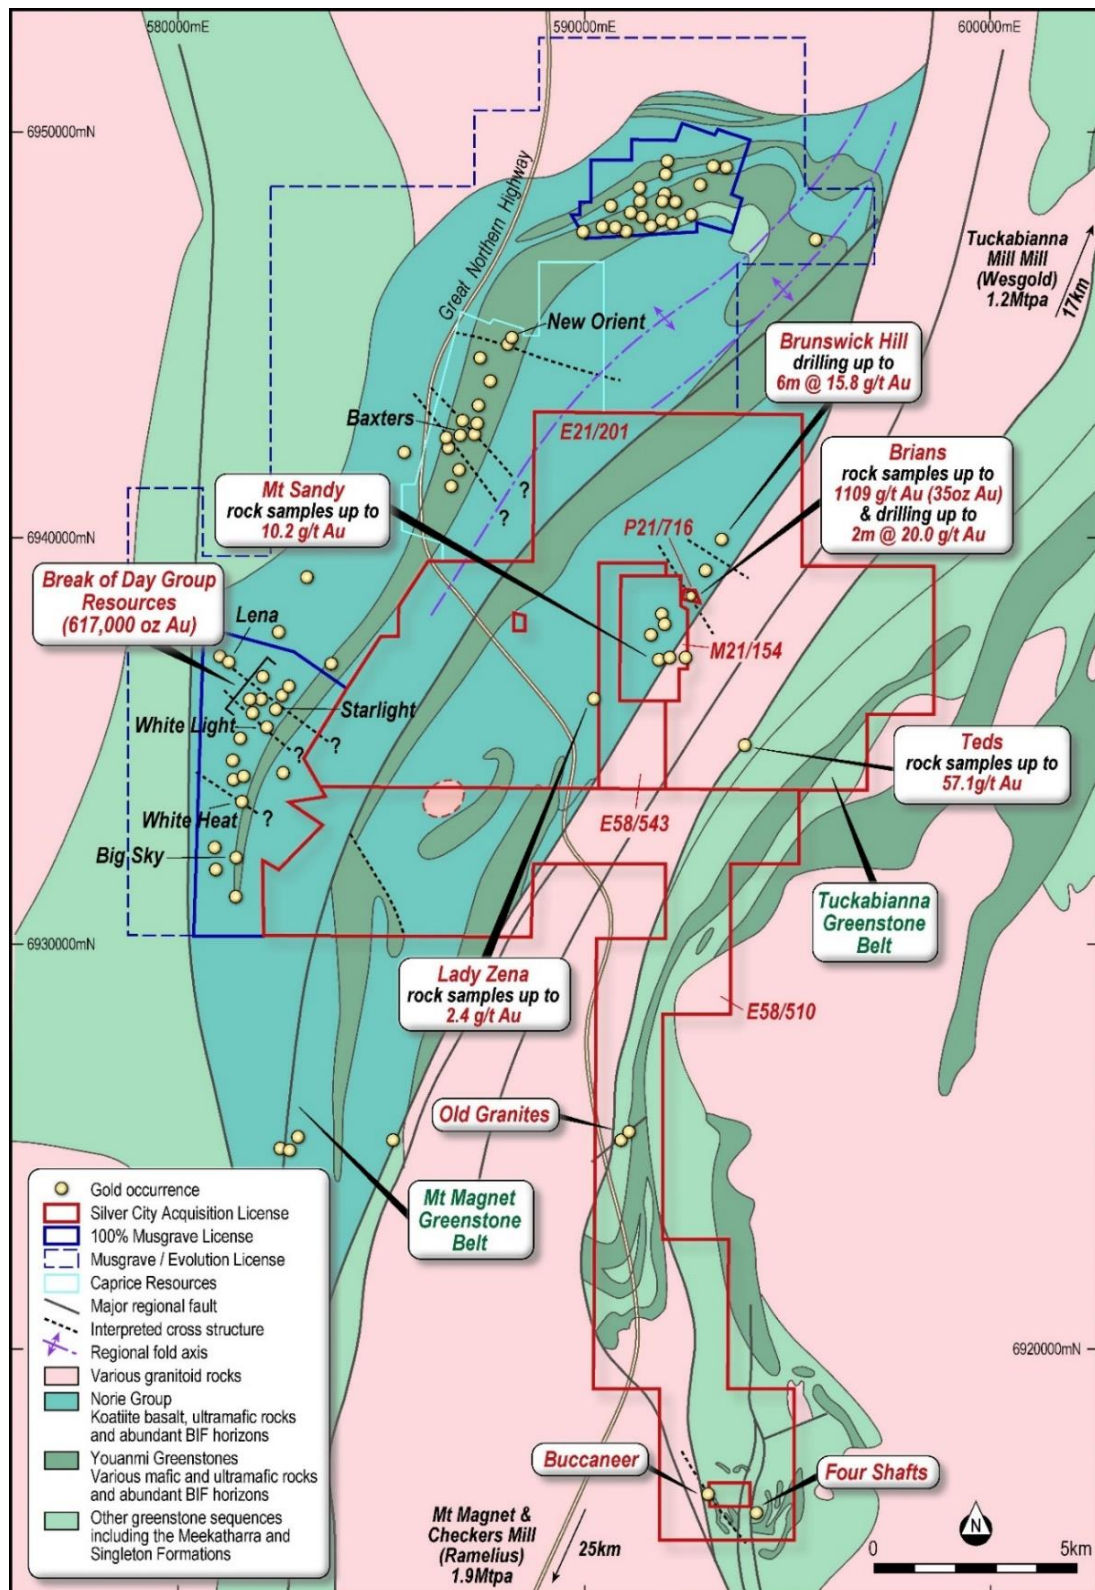 580000mE
590000mE
600000mE
6950000mN
Great Northern Highway
Tuckabianna
Mill Mill
(Wesgold)
1.2Mtpa
17km
New Orient
Brunswick Hill
drilling up to
6m @ 15.8 g/t Au
Baxters
E21/201
?
?
Brians
rock samples up to
1109 g/t Au (35oz Au)
& drilling up to
2m @ 20.0 g/t Au
Mt Sandy
rock samples up to
10.2 g/t Au
6940000mN
P21/716
Break of Day Group
Resources
(617,000 oz Au)
Lena
M21/154
Starlight
White Light
?
?
Teds
rock samples up to
57.1g/t Au
White Heat
?
E58/543
Big Sky
Tuckabianna
Greenstone
Belt
6930000mN
Lady Zena
rock samples up to
2.4 g/t Au
E58/510
Old Granites
Mt Magnet
Greenstone
Belt
Gold occurrence
Silver City Acquisition License
100% Musgrave License
Musgrave / Evolution License
Caprice Resources
Major regional fault
Interpreted cross structure
Regional fold axis
Various granitoid rocks
Norie Group
Koatiite basalt, ultramafic rocks
and abundant BIF horizons
Youanmi Greenstones
Various mafic and ultramafic rocks
and abundant BIF horizons
Other greenstone sequences
including the Meekatharra and
Singleton Formations
6920000mN
Buccaneer
Four Shafts
Mt Magnet &
Checkers Mill
(Ramelius)
1.9Mtpa
25km
N
0
5km